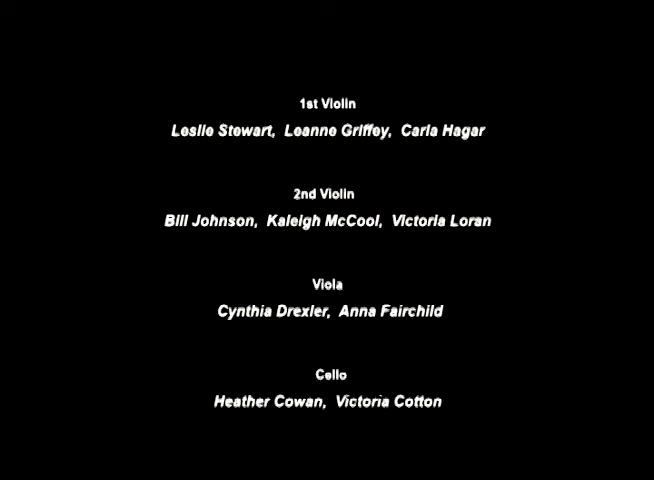 1st Violin
Leslie Stewart, Leanne Griffey, Carla Hagar
2nd Violin
Bill Johnson, Kaleigh McCool, Victoria Loran
Viola
Cynthia Drexler, Anna Fairchild
Cello
Heather Cowan, Victoria Cotton